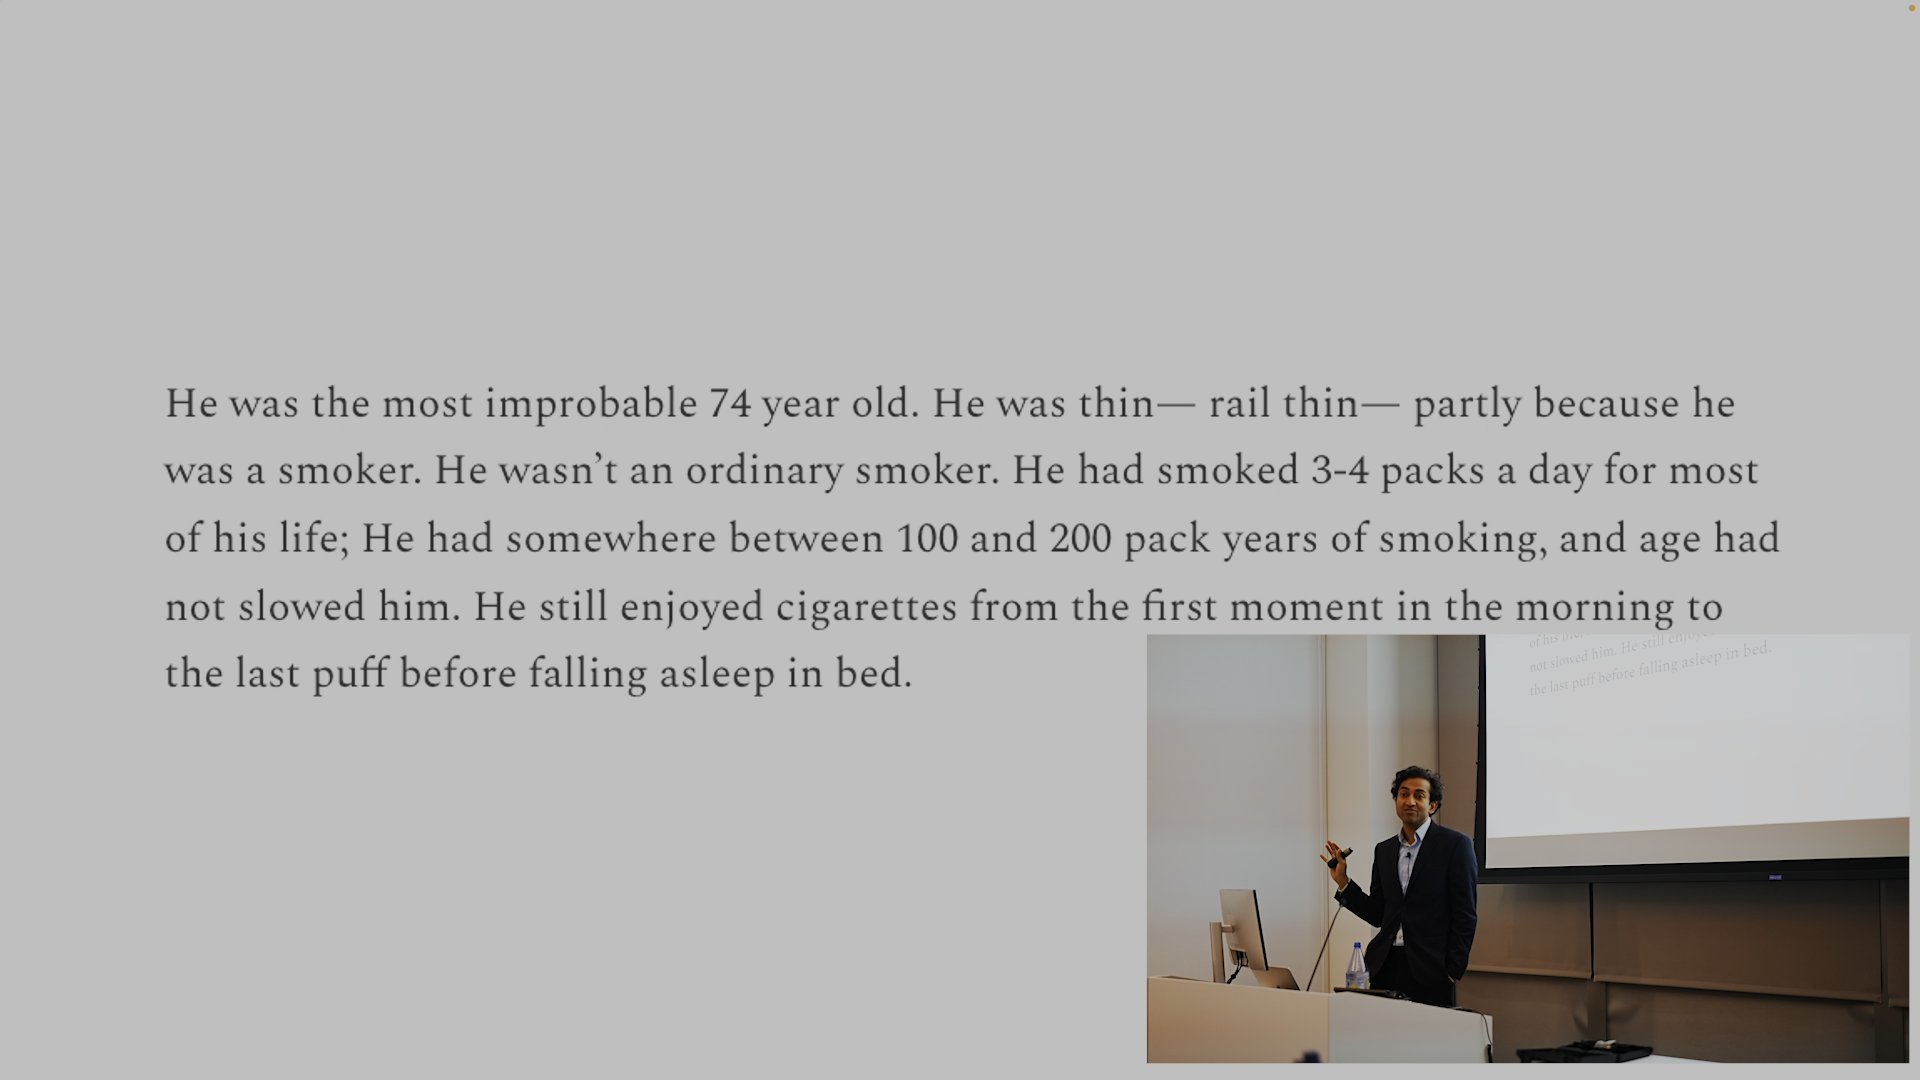 He was the most improbable 74 year old. He was thin— rail thin— partly because he
was a smoker. He wasn’t an ordinary smoker. He had smoked 3-4 packs a day for most
of his life; He had somewhere between 100 and 200 pack years of smoking, and age had
not slowed him. He still enjoyed cigarettes from the first moment in the morning to
the last puff before falling asleep in bed.
of his life;
not slowed him. He still enjoy
the last puff before falling asleep in bed.